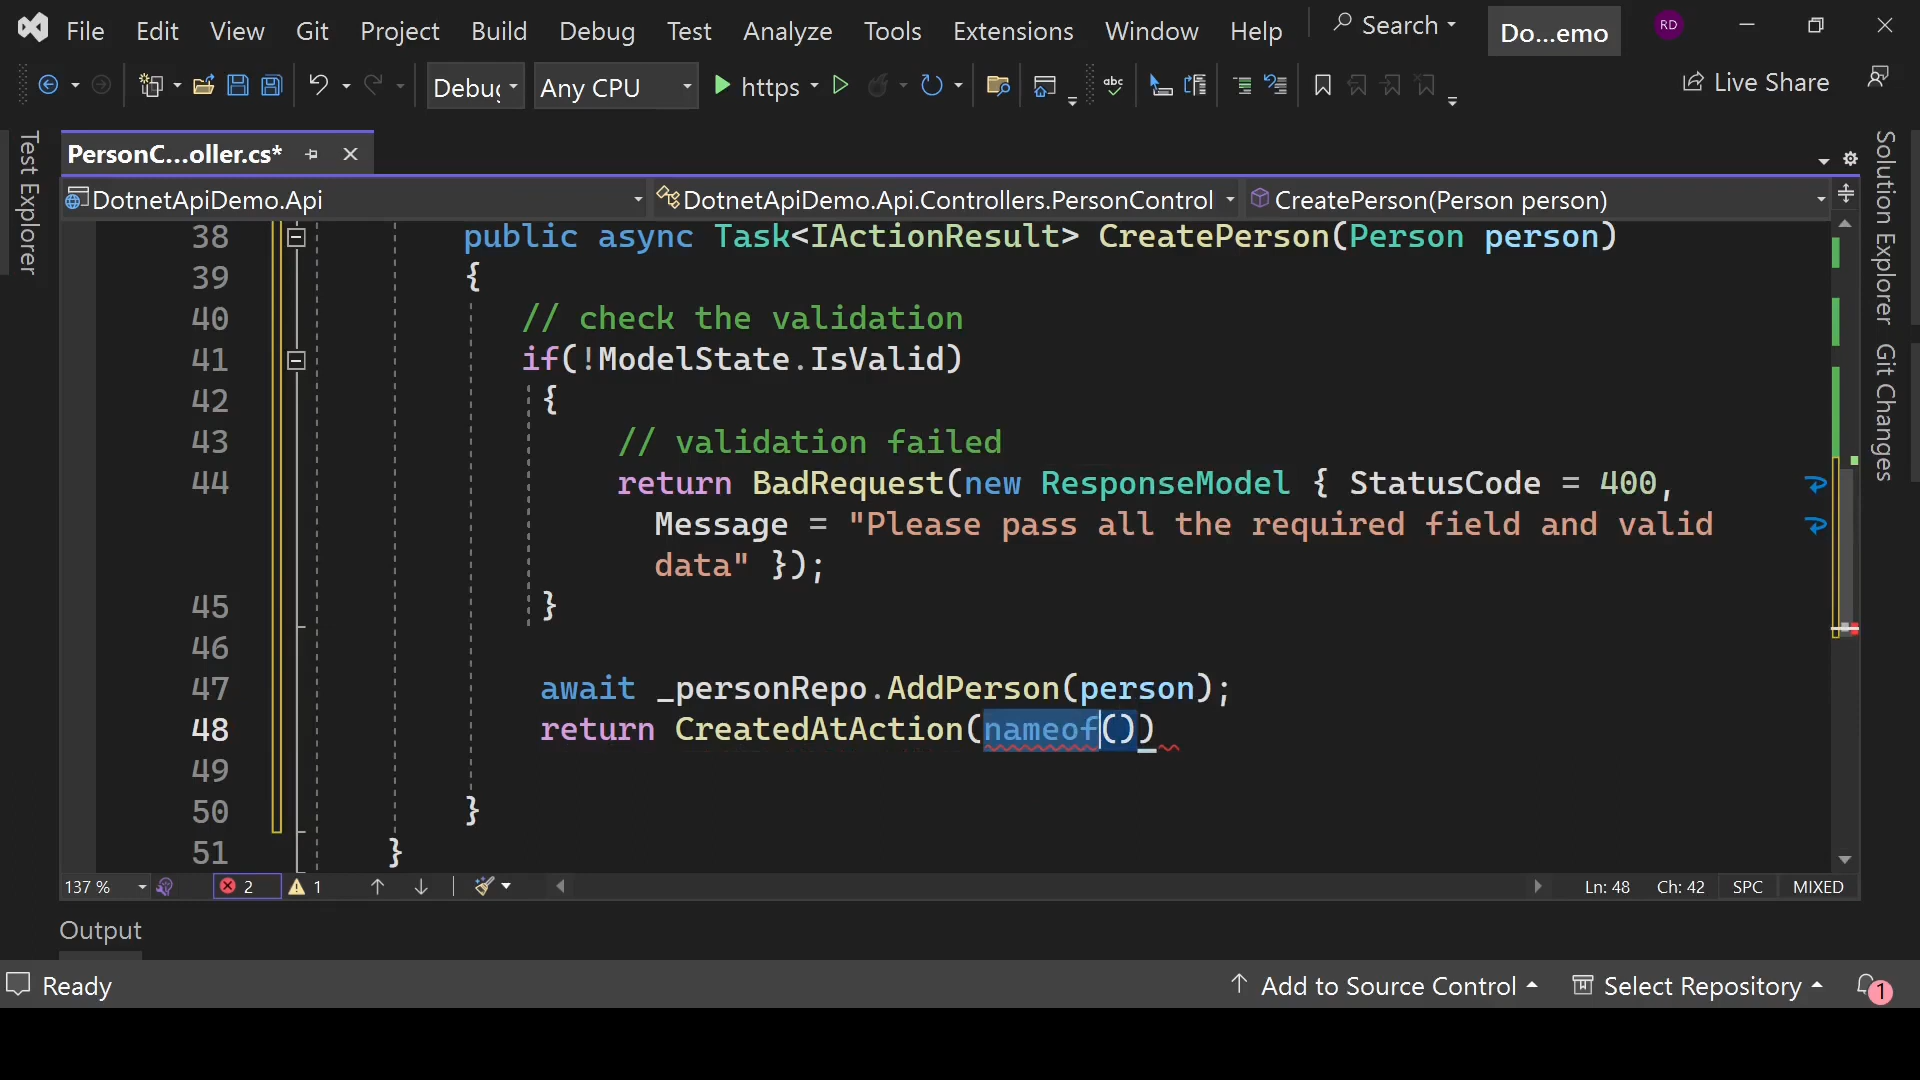 File Edit View Git Project Build Debug Test Analyze Tools Extensions Window Help Search Do...emo RD
Debug Any CPU https abc Live Share
Test Explorer
PersonC...oller.cs*
DotnetApiDemo.Api DotnetApiDemo.Api.Controllers.PersonControl CreatePerson(Person person)
38 public async Task<IActionResult> CreatePerson(Person person)
39 {
40 // check the validation
41 if(!ModelState.IsValid)
42 {
43 // validation failed
44 return BadRequest(new ResponseModel { StatusCode = 400,
Message = "Please pass all the required field and valid
data" });
45 }
46
47 await _personRepo.AddPerson(person);
48 return CreatedAtAction(nameof())
49
50 }
51 }
Solution Explorer
Git Changes
137 % 2 1 Ln: 48 Ch: 42 SPC MIXED
Output
Ready Add to Source Control Select Repository 1